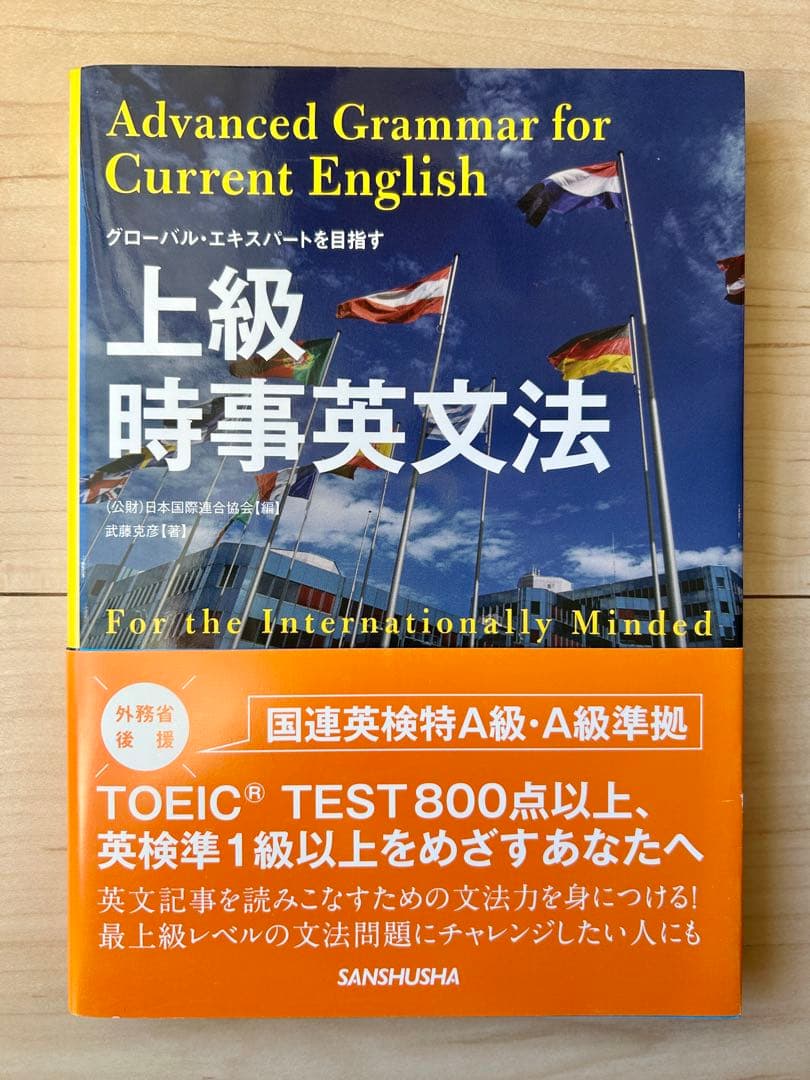 Advanced Grammar for
Current English
グローバル・エキスパートを目指す
上級
時事英文法
(公財)日本国際連合協会【編】
武藤克彦【著】
For the Internationally Minded
外務省
後援
国連英検特A級・A級準拠
TOEIC® TEST 800点以上、
英検準1級以上をめざすあなたへ
英文記事を読みこなすための文法力を身につける!
最上級レベルの文法問題にチャレンジしたい人にも
SANSHUSHA